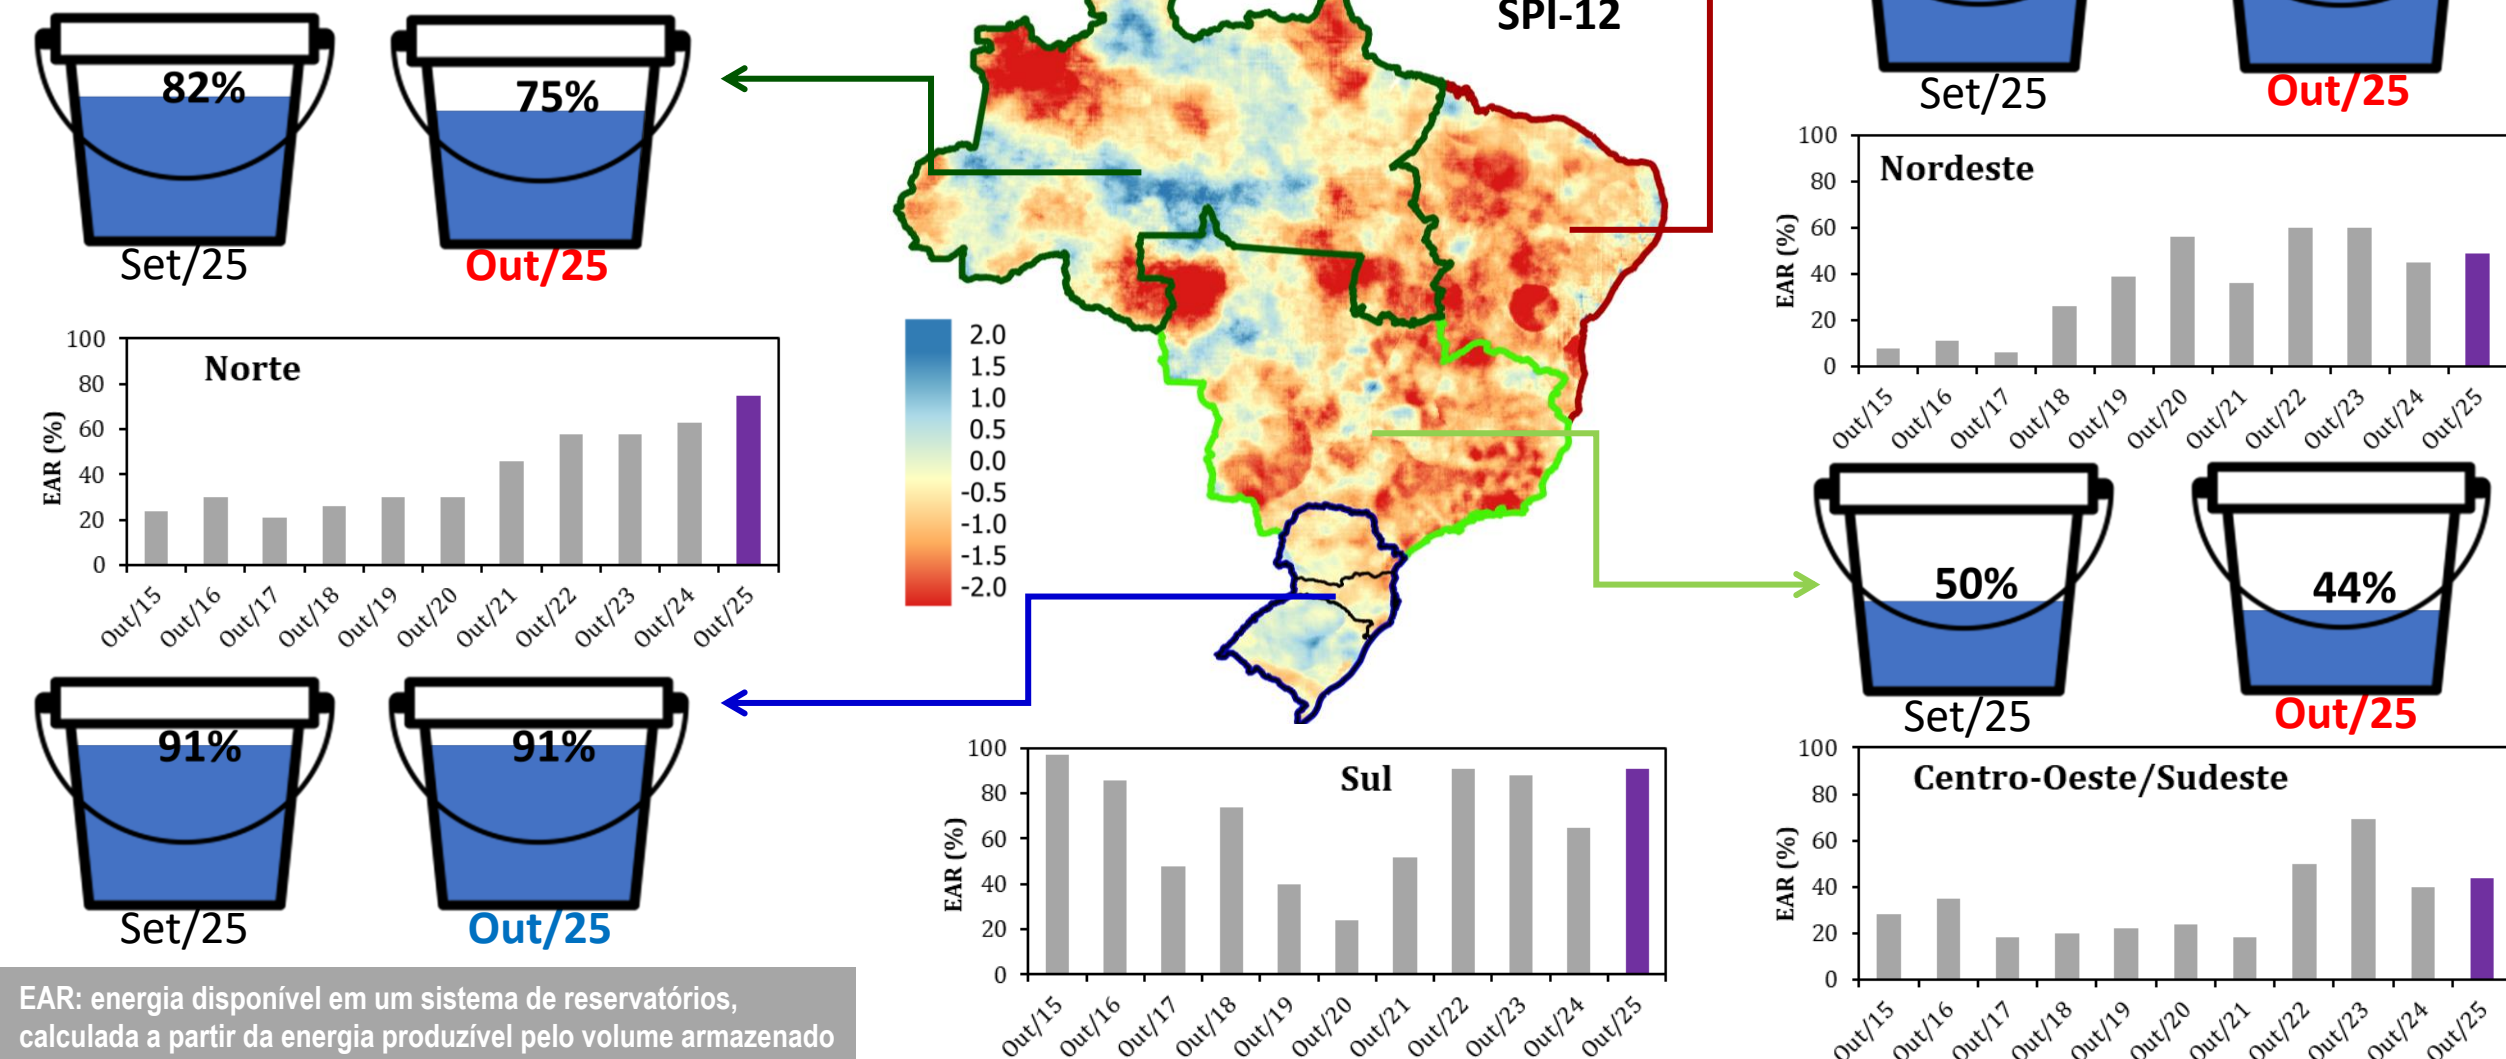 SPI-12
82%
75%
Set/25
Out/25
Set/25
Out/25
Nordeste
EAR (%)
100
80
60
40
20
0
Out/15
Out/16
Out/17
Out/18
Out/19
Out/20
Out/21
Out/22
Out/23
Out/24
Out/25
Norte
EAR (%)
100
80
60
40
20
0
Out/15
Out/16
Out/17
Out/18
Out/19
Out/20
Out/21
Out/22
Out/23
Out/24
Out/25
2.0
1.5
1.0
0.5
0.0
-0.5
-1.0
-1.5
-2.0
50%
44%
Set/25
Out/25
91%
91%
Set/25
Out/25
Sul
EAR (%)
100
80
60
40
20
0
Out/15
Out/16
Out/17
Out/18
Out/19
Out/20
Out/21
Out/22
Out/23
Out/24
Out/25
Centro-Oeste/Sudeste
EAR (%)
100
80
60
40
20
0
Out/15
Out/16
Out/17
Out/18
Out/19
Out/20
Out/21
Out/22
Out/23
Out/24
Out/25
EAR: energia disponível em um sistema de reservatórios,
calculada a partir da energia produzível pelo volume armazenado